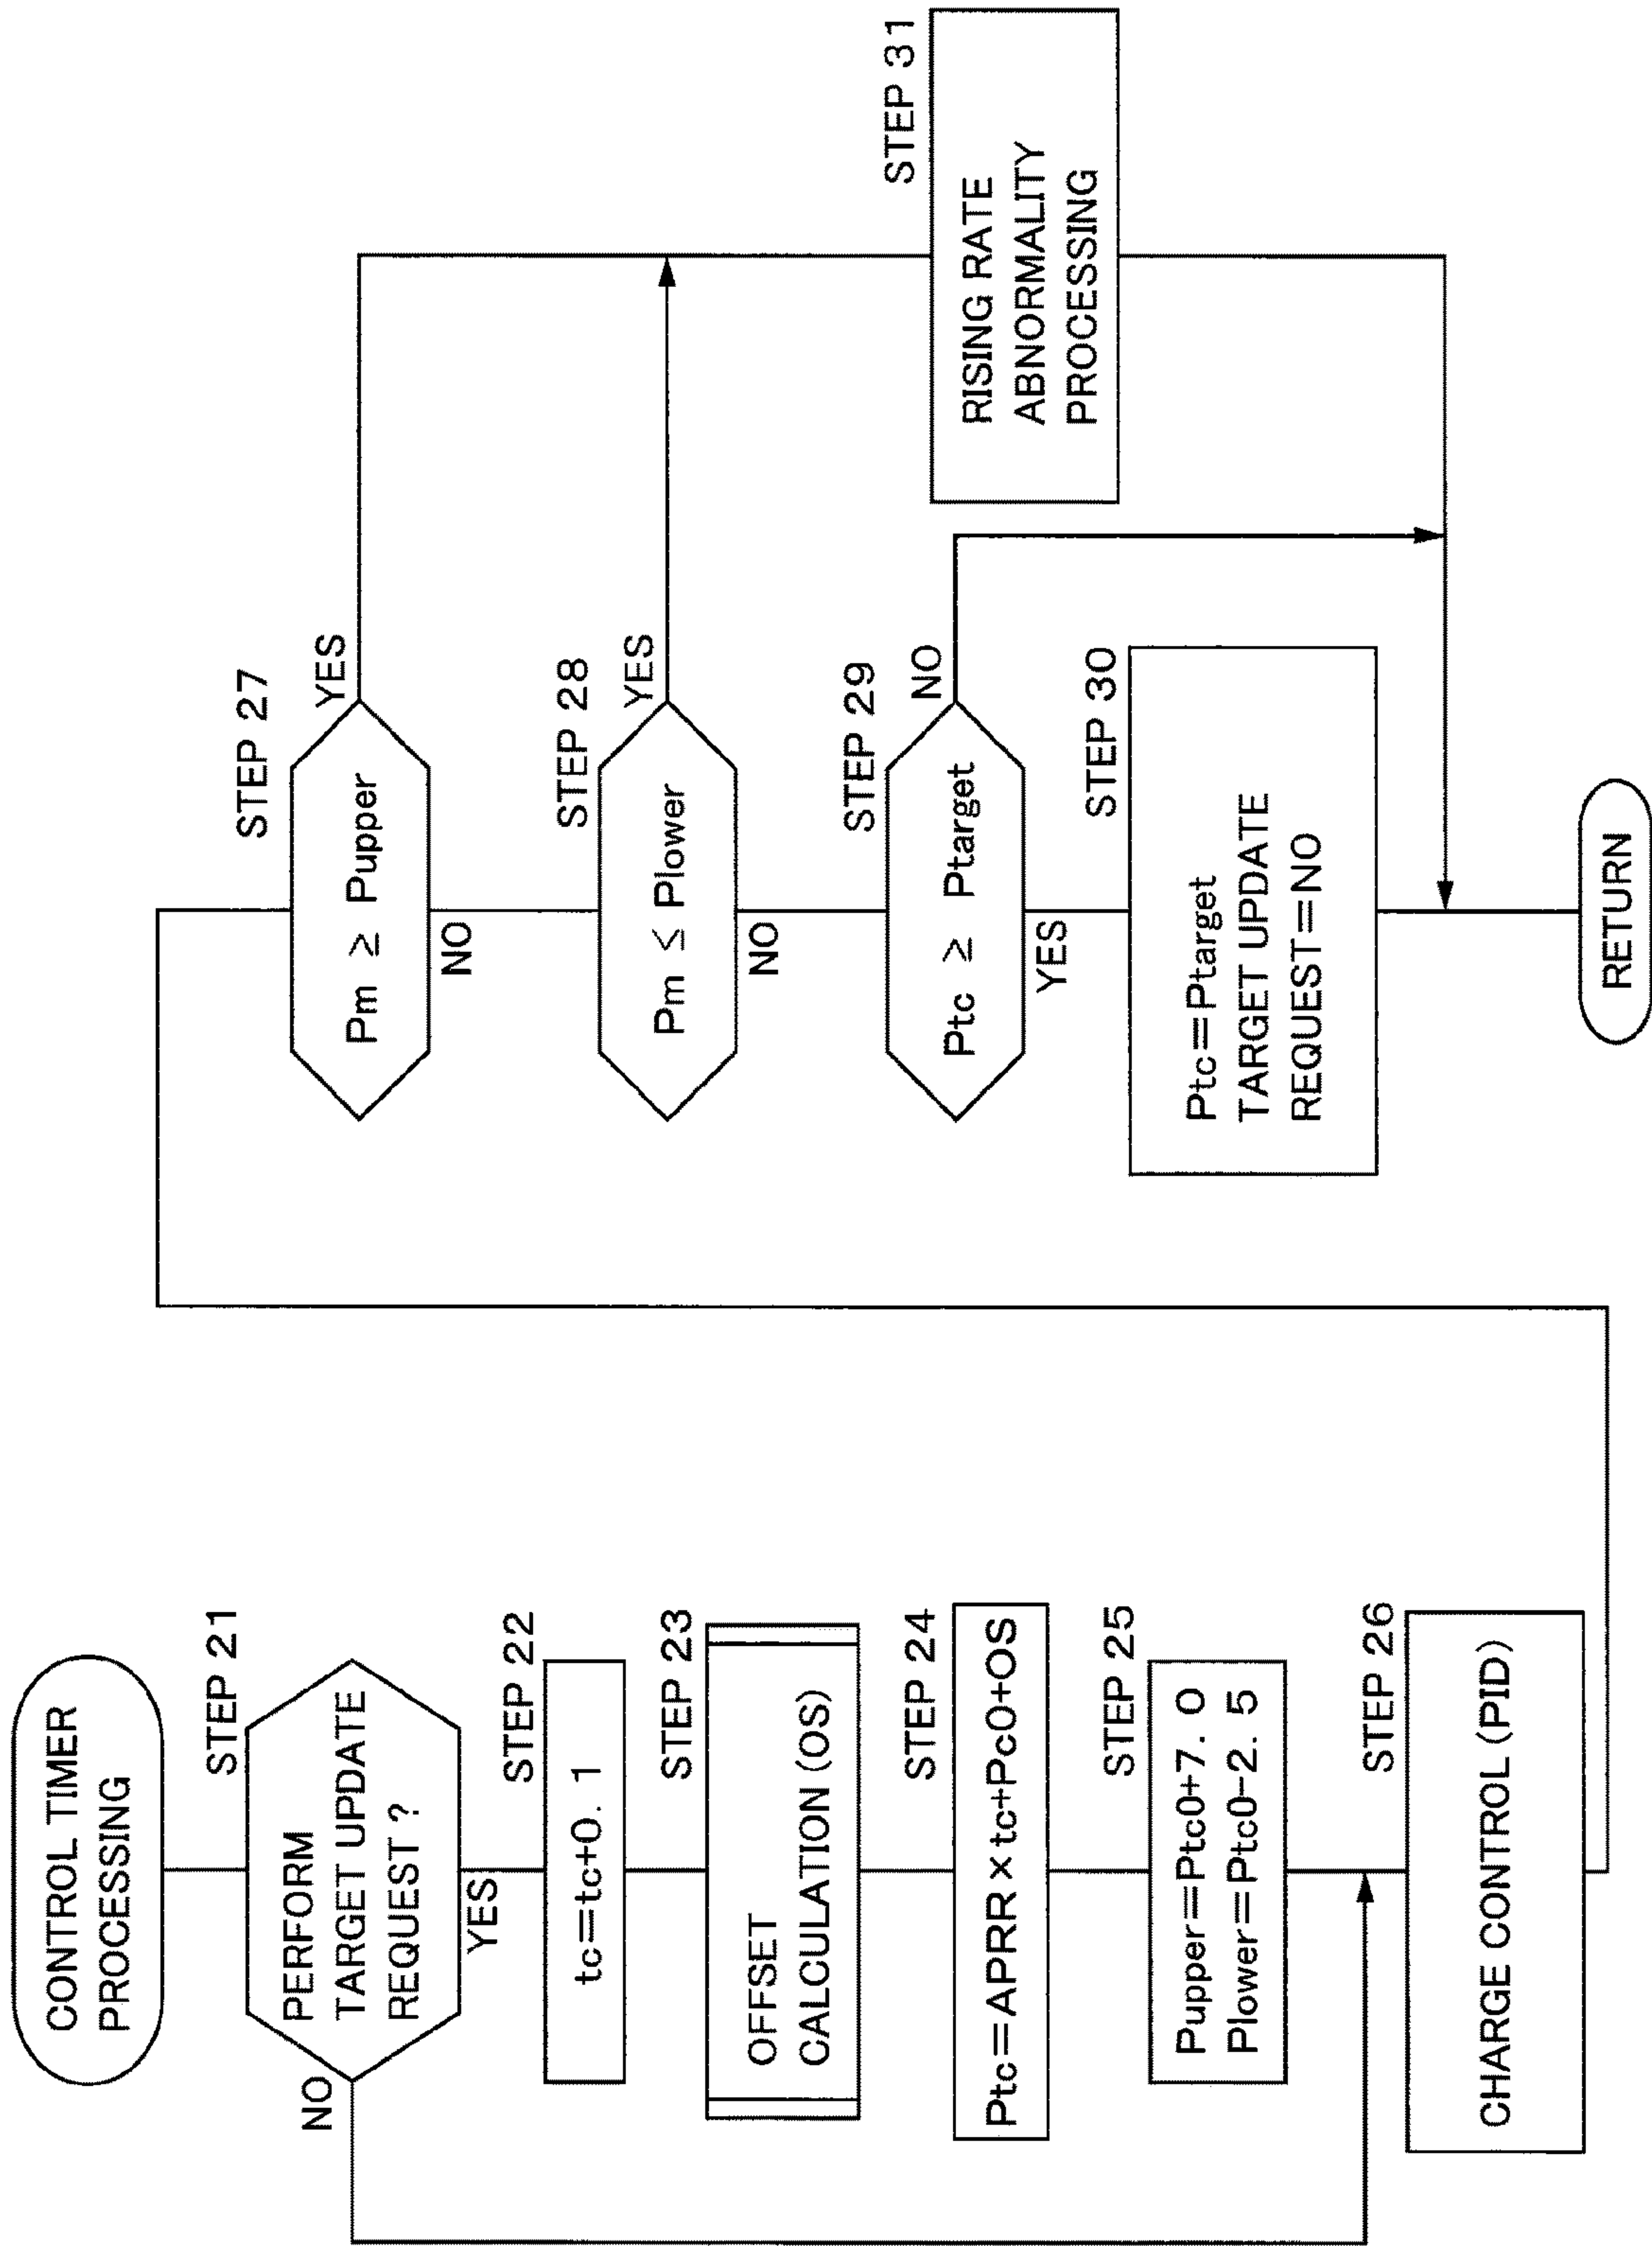 CONTROL TIMER
PROCESSING
STEP 21
PERFORM
TARGET UPDATE
REQUEST ?
NO
YES
STEP 22
tc=tc+0. 1
STEP 23
OFFSET
CALCULATION (OS)
STEP 24
Ptc=APRR×tc+Pc0+OS
STEP 25
Pupper=Ptc0+7. 0
Plower=Ptc0-2. 5
STEP 26
CHARGE CONTROL (PID)
STEP 27
Pm ≥ Pupper
YES
NO
STEP 28
Pm ≤ Plower
YES
NO
STEP 29
Ptc ≥ Ptarget
NO
YES
STEP 30
Ptc=Ptarget
TARGET UPDATE
REQUEST=NO
STEP 31
RISING RATE
ABNORMALITY
PROCESSING
RETURN